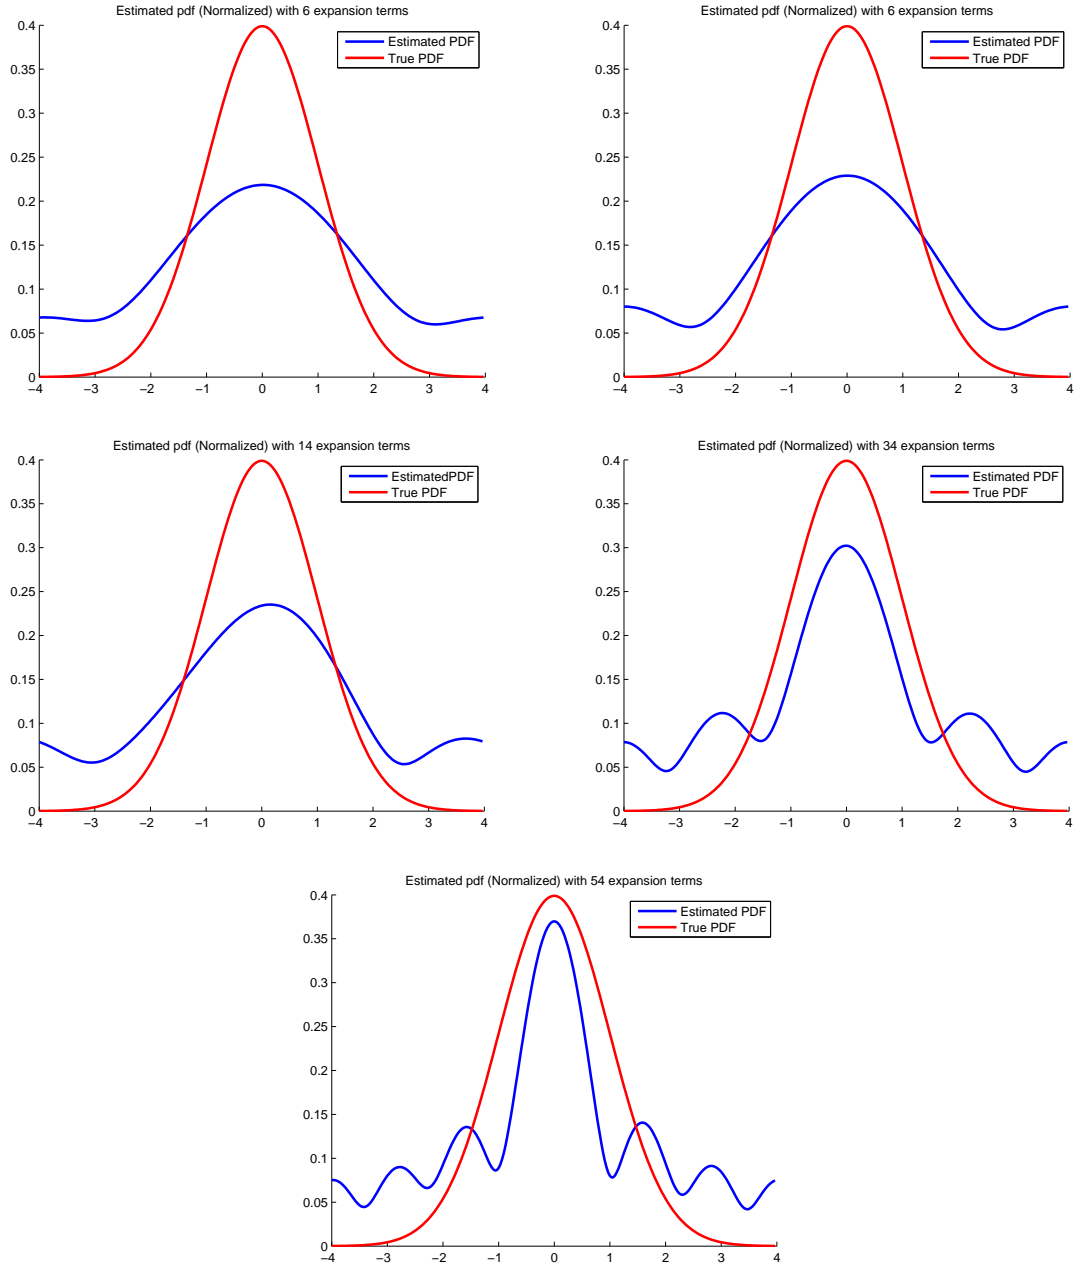 Estimated pdf (Normalized) with 6 expansion terms
Estimated PDF
True PDF
0.4
0.35
0.3
0.25
0.2
0.15
0.1
0.05
0
−4 −3 −2 −1 0 1 2 3 4
Estimated pdf (Normalized) with 6 expansion terms
Estimated PDF
True PDF
0.4
0.35
0.3
0.25
0.2
0.15
0.1
0.05
0
−4 −3 −2 −1 0 1 2 3 4
Estimated pdf (Normalized) with 14 expansion terms
EstimatedPDF
True PDF
0.4
0.35
0.3
0.25
0.2
0.15
0.1
0.05
0
−4 −3 −2 −1 0 1 2 3 4
Estimated pdf (Normalized) with 34 expansion terms
Estimated PDF
True PDF
0.4
0.35
0.3
0.25
0.2
0.15
0.1
0.05
0
−4 −3 −2 −1 0 1 2 3 4
Estimated pdf (Normalized) with 54 expansion terms
Estimated PDF
True PDF
0.4
0.35
0.3
0.25
0.2
0.15
0.1
0.05
0
−4 −3 −2 −1 0 1 2 3 4